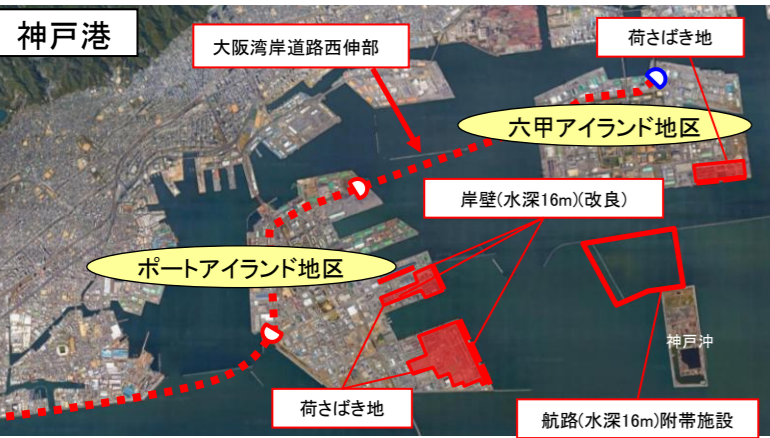 神戸港
大阪湾岸道路西伸部
荷さばき地
六甲アイランド地区
岸壁(水深16m)(改良)
ポートアイランド地区
神戸沖
荷さばき地
航路(水深16m)附帯施設